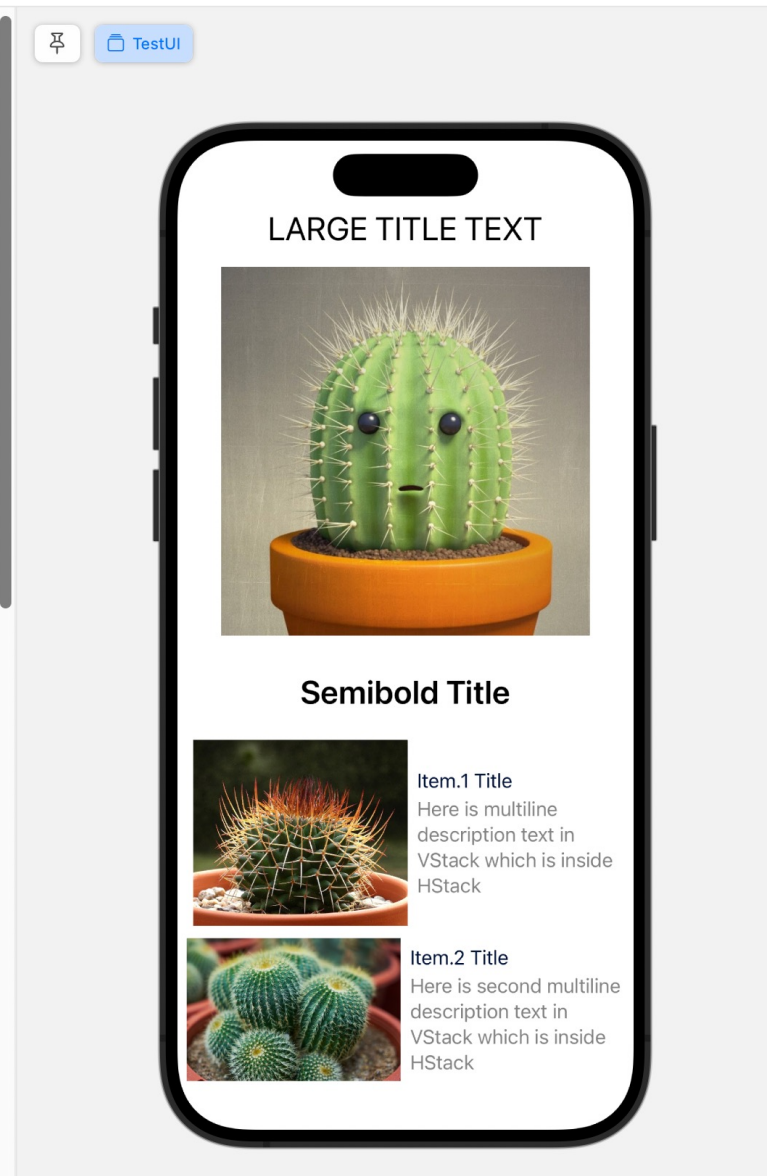 TestUI
LARGE TITLE TEXT
Semibold Title
Item.1 Title
Here is multiline
description text in
VStack which is inside
HStack
Item.2 Title
Here is second multiline
description text in
VStack which is inside
HStack